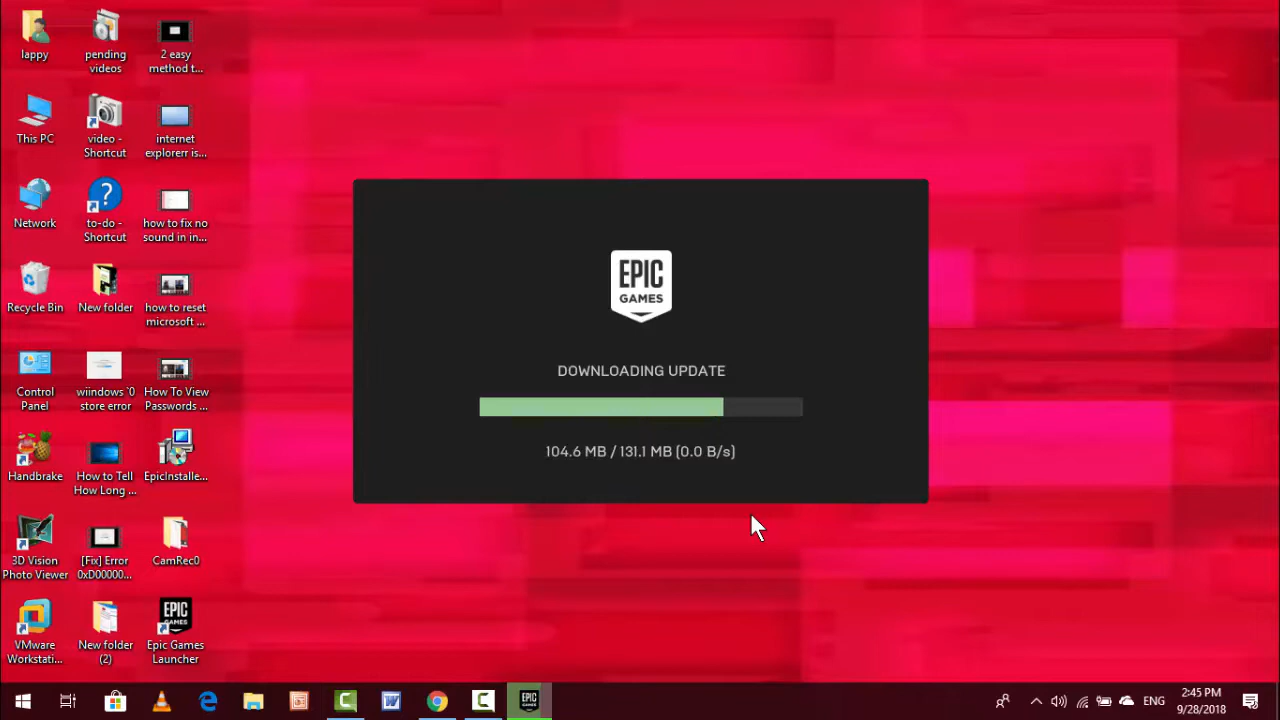 lappy
pending
videos
2 easy
method t...
This PC
video -
Shortcut
internet
explorerr is...
Network
to-do -
Shortcut
how to fix no
sound in in...
Recycle Bin
New folder
how to reset
microsoft ...
Control
Panel
wiindows `0
store error
How To View
Passwords ...
Handbrake
How to Tell
How Long ...
EpicInstalle...
3D Vision
Photo Viewer
[Fix] Error
0xD00000...
CamRec0
VMware
Workstati...
New folder
(2)
EPIC
Epic Games
Launcher
EPIC
GAMES
DOWNLOADING UPDATE
104.6 MB / 131.1 MB (0.0 B/s)
EPIC
ENG
2:45 PM
9/28/2018